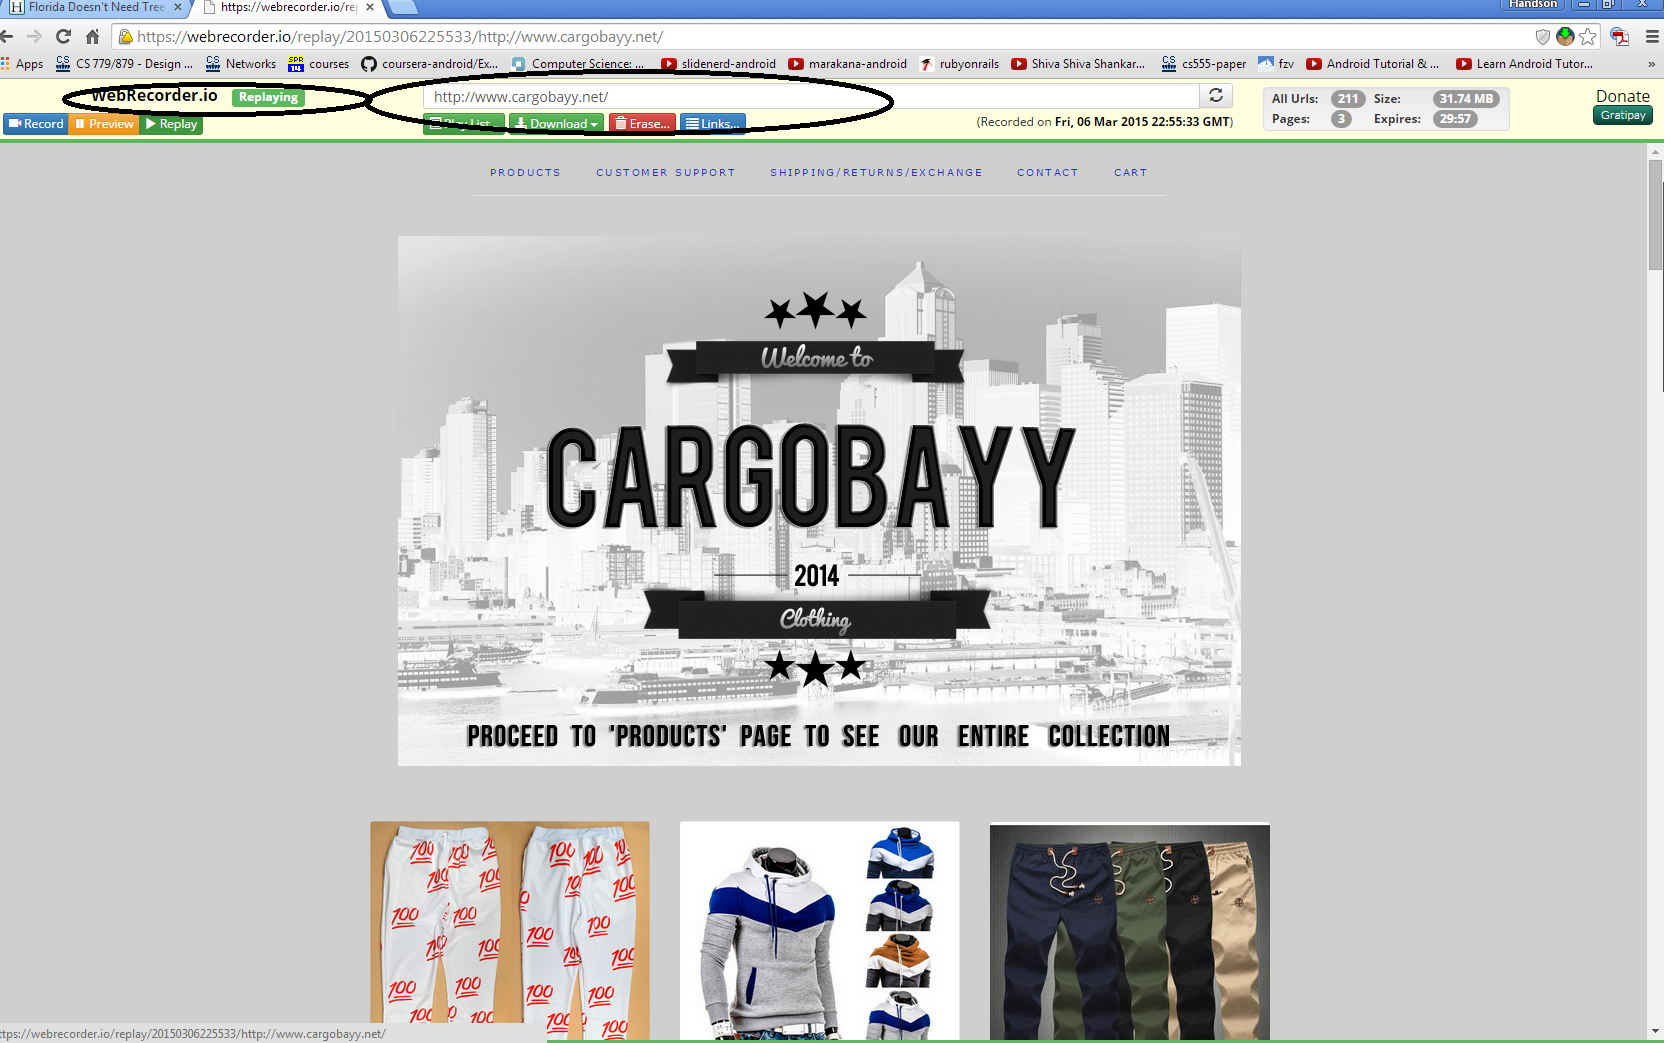 Florida Doesn't Need Tree
https://webrecorder.io/rep
Handson
https://webrecorder.io/replay/20150306225533/http://www.cargobayy.net/
Apps CS 779/879 - Design ... Networks courses coursera-android/Ex... Computer Science: ... slidenerd-android marakana-android rubyonrails Shiva Shiva Shankar... cs555-paper fzv Android Tutorial & ... Learn Android Tutor... »
WebRecorder.io Replaying
http://www.cargobayy.net/
Record Preview Replay
Play List... Download Erase... Links...
(Recorded on Fri, 06 Mar 2015 22:55:33 GMT)
All Urls: 211 Size: 31.74 MB
Pages: 3 Expires: 29:57
Donate
Gratipay
PRODUCTS CUSTOMER SUPPORT SHIPPING/RETURNS/EXCHANGE CONTACT CART
Welcome to
CARGOBAYY
2014
Clothing
PROCEED TO 'PRODUCTS' PAGE TO SEE OUR ENTIRE COLLECTION
100 100 100 100 100
100 100 100 100
100 100 100 100
100 100 100 100
ttps://webrecorder.io/replay/20150306225533/http://www.cargobayy.net/